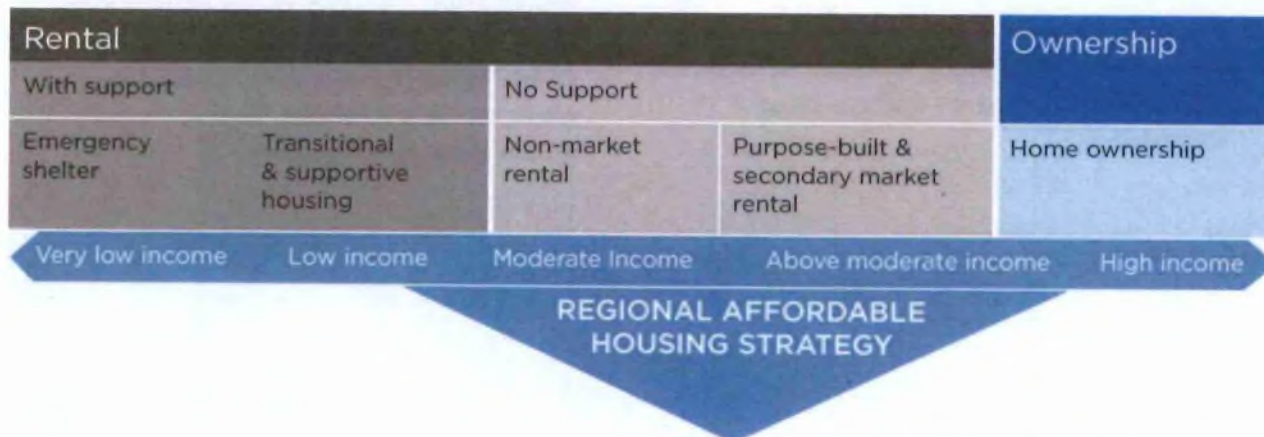 Rental
Ownership
With support
No Support
Emergency
shelter
Transitional
& supportive
housing
Non-market
rental
Purpose-built &
secondary market
rental
Home ownership
Very low income
Low income
Moderate Income
Above moderate income
High income
REGIONAL AFFORDABLE
HOUSING STRATEGY